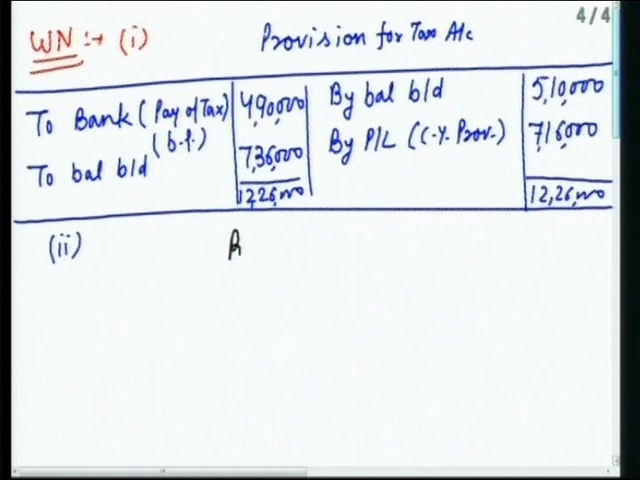 4/4
WN :→ (i) Provision for Tax A/c
To Bank (Pay of Tax) 4,90,000 By bal b/d 5,10,000
(b.f.)
To bal b/d 7,36,000 By P/L (C.Y. Prov.) 7,16,000
12,26,000 12,26,000
(ii)